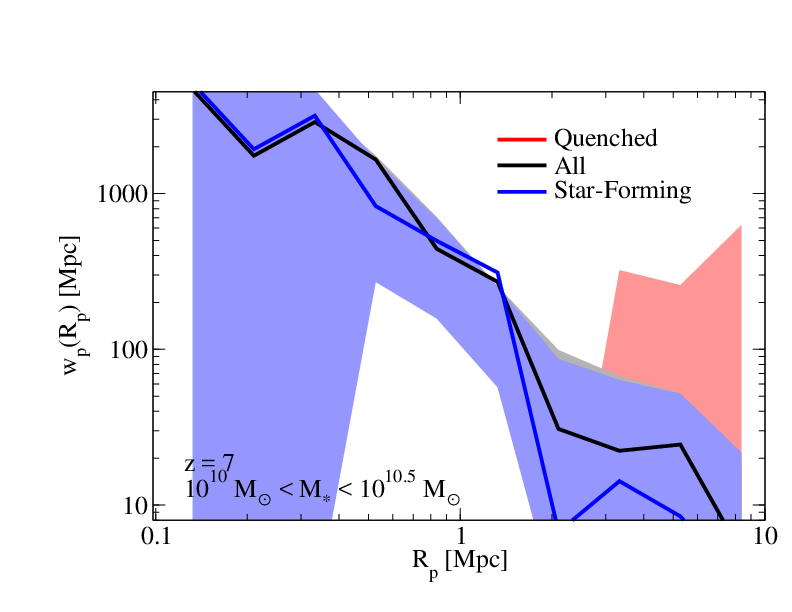 Quenched
All
Star-Forming
1000
100
10
w_p(R_p) [Mpc]
z = 7
10^10 M_☉ < M_* < 10^10.5 M_☉
0.1 1 10
R_p [Mpc]